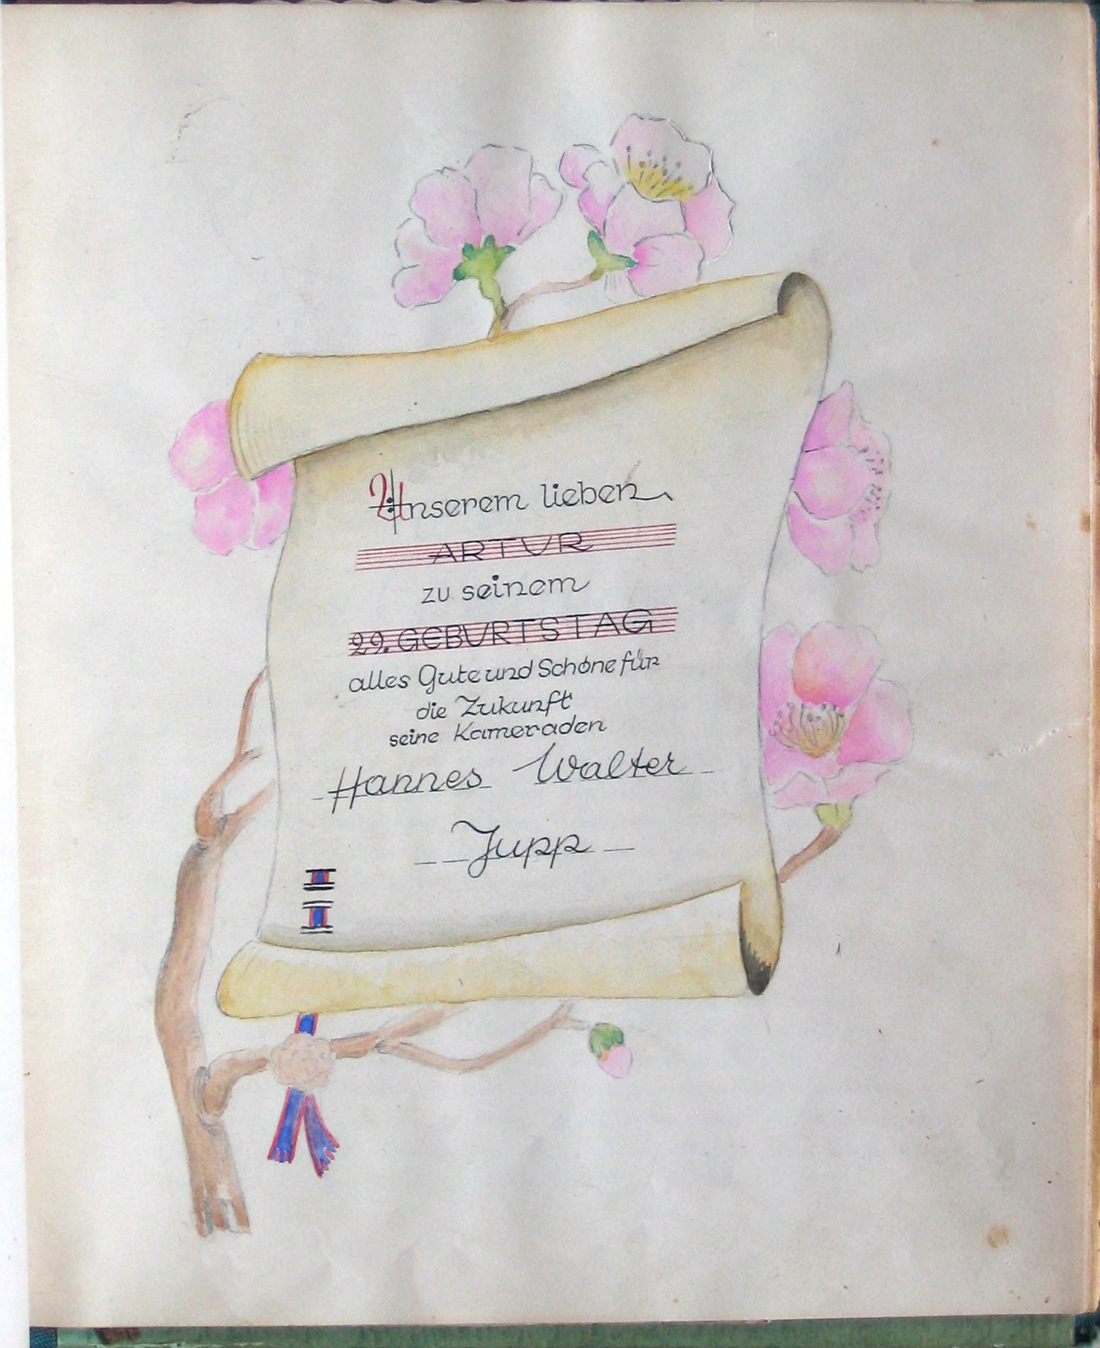 Unserem lieben
ARTUR
zu seinem
29. GEBURTSTAG
alles Gute und Schöne für
die Zukunft
seine Kameraden
Hannes Walter
Jupp